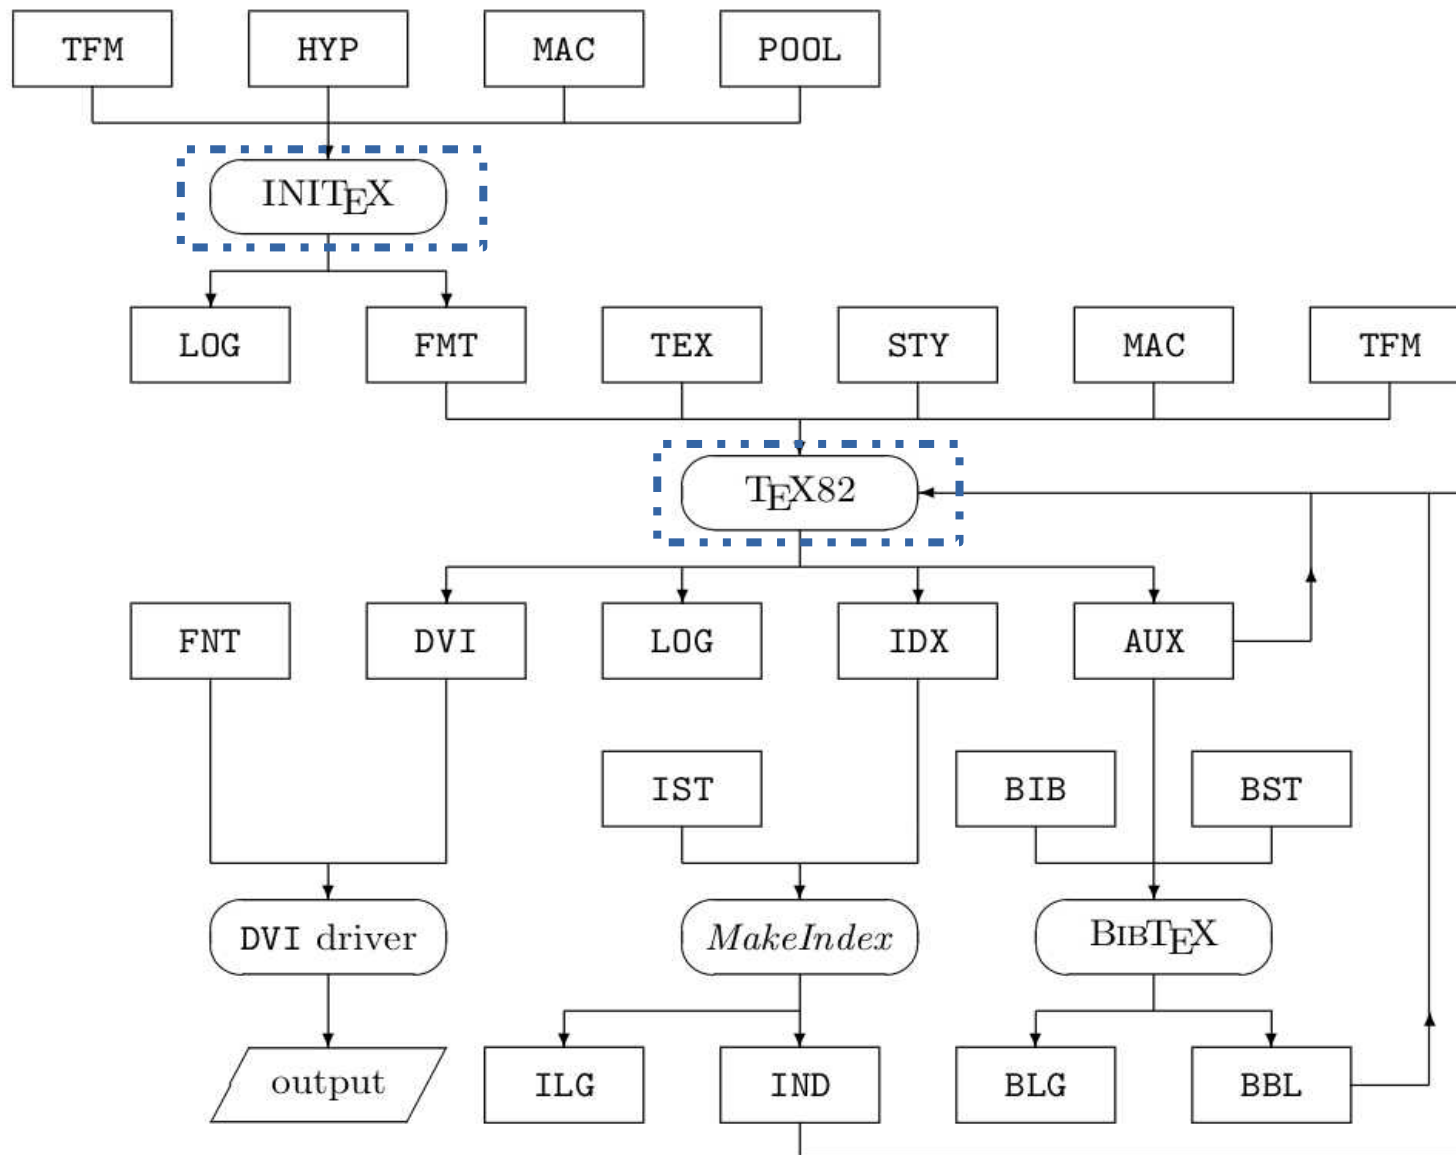 TFM HYP MAC POOL
INITEX
LOG FMT TEX STY MAC TFM
TEX82
FNT DVI LOG IDX AUX
IST BIB BST
DVI driver MakeIndex BIBTEX
output ILG IND BLG BBL